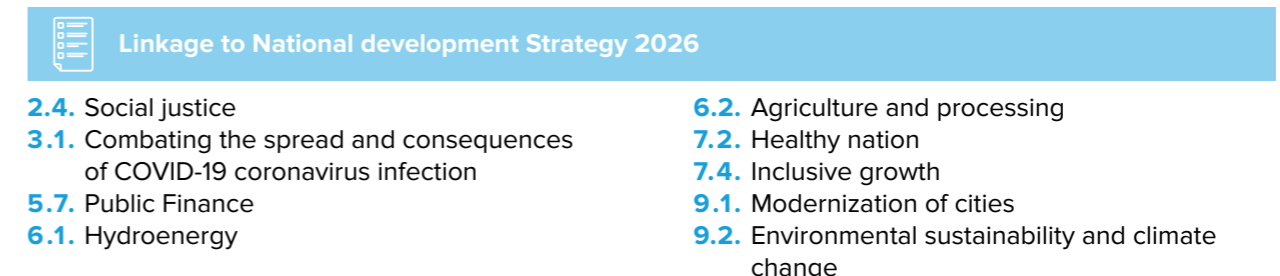 Linkage to National development Strategy 2026
2.4. Social justice
3.1. Combating the spread and consequences
of COVID-19 coronavirus infection
5.7. Public Finance
6.1. Hydroenergy
6.2. Agriculture and processing
7.2. Healthy nation
7.4. Inclusive growth
9.1. Modernization of cities
9.2. Environmental sustainability and climate
change